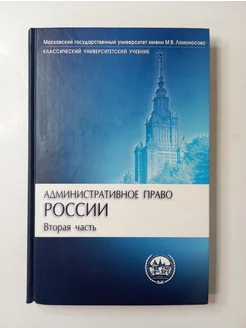 Московский государственный университет имени М.В. Ломоносова
КЛАССИЧЕСКИЙ УНИВЕРСИТЕТСКИЙ УЧЕБНИК
АДМИНИСТРАТИВНОЕ ПРАВО
РОССИИ
Вторая часть